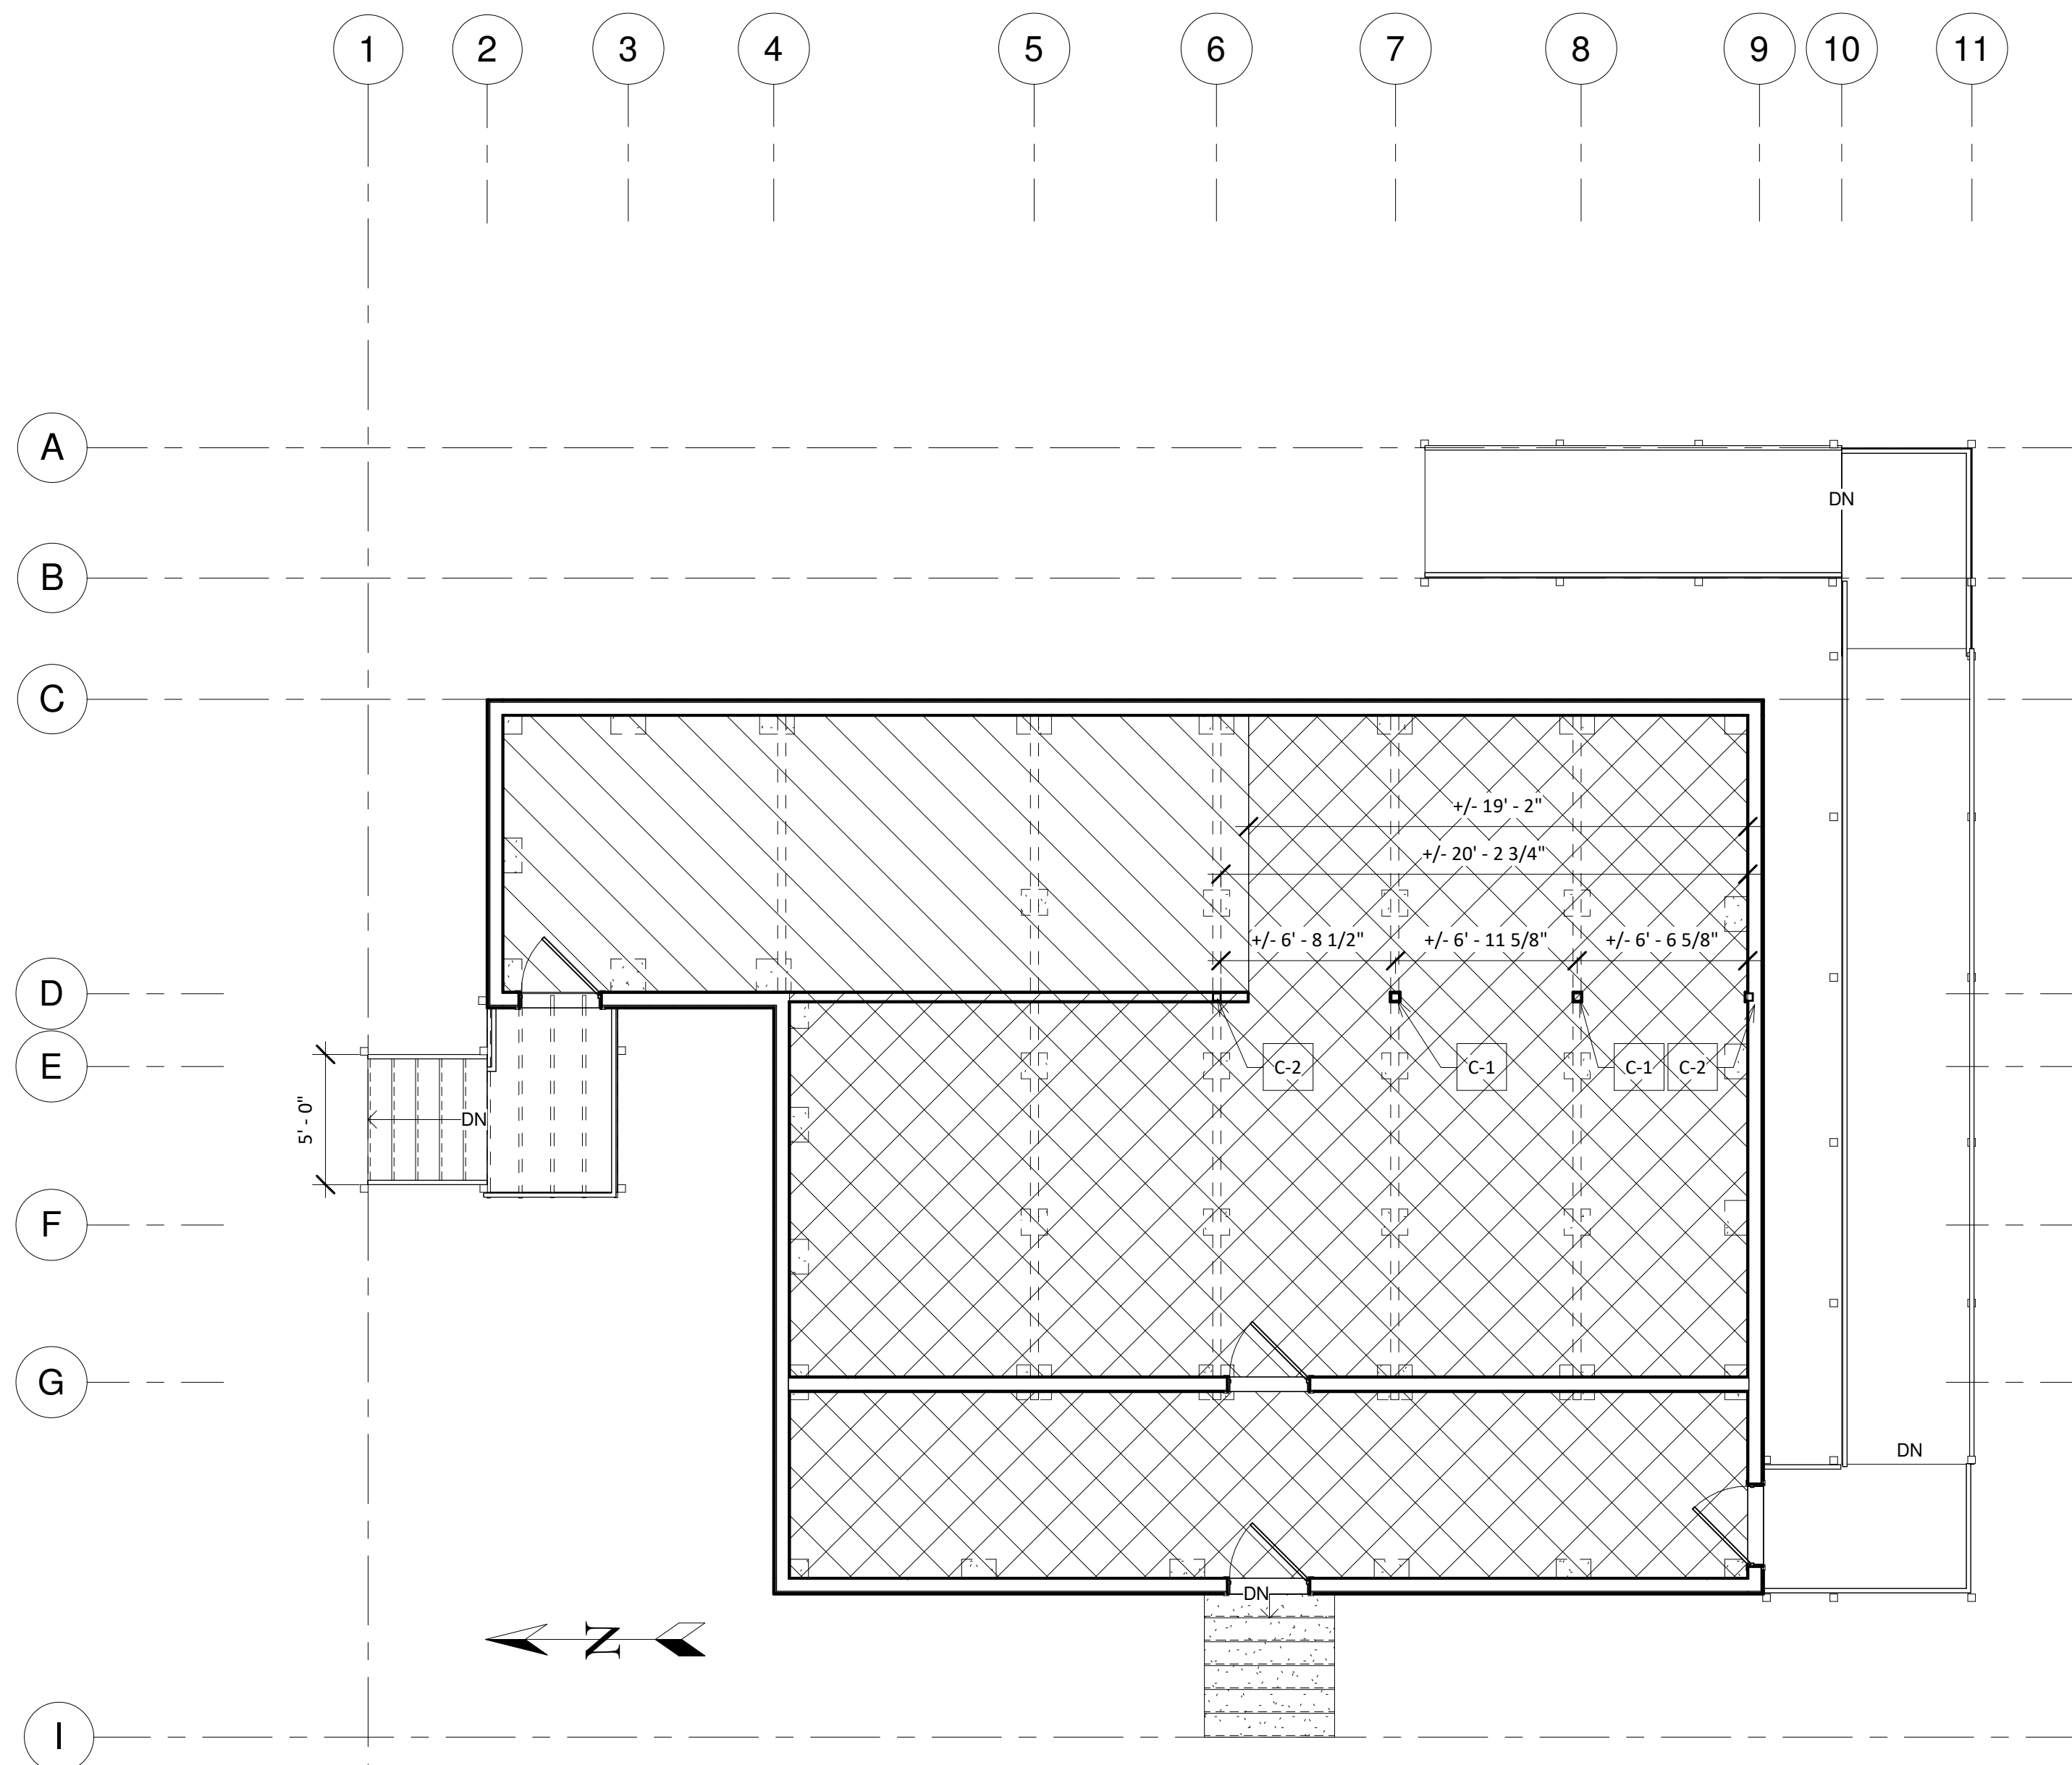 1 2 3 4 5 6 7 8 9 10 11
A
DN
B
C
+/- 19' - 2"
+/- 20' - 2 3/4"
+/- 6' - 8 1/2" +/- 6' - 11 5/8" +/- 6' - 6 5/8"
D
E
C-2 C-1 C-1 C-2
5' - 0"
DN
F
G
DN
DN
N
I